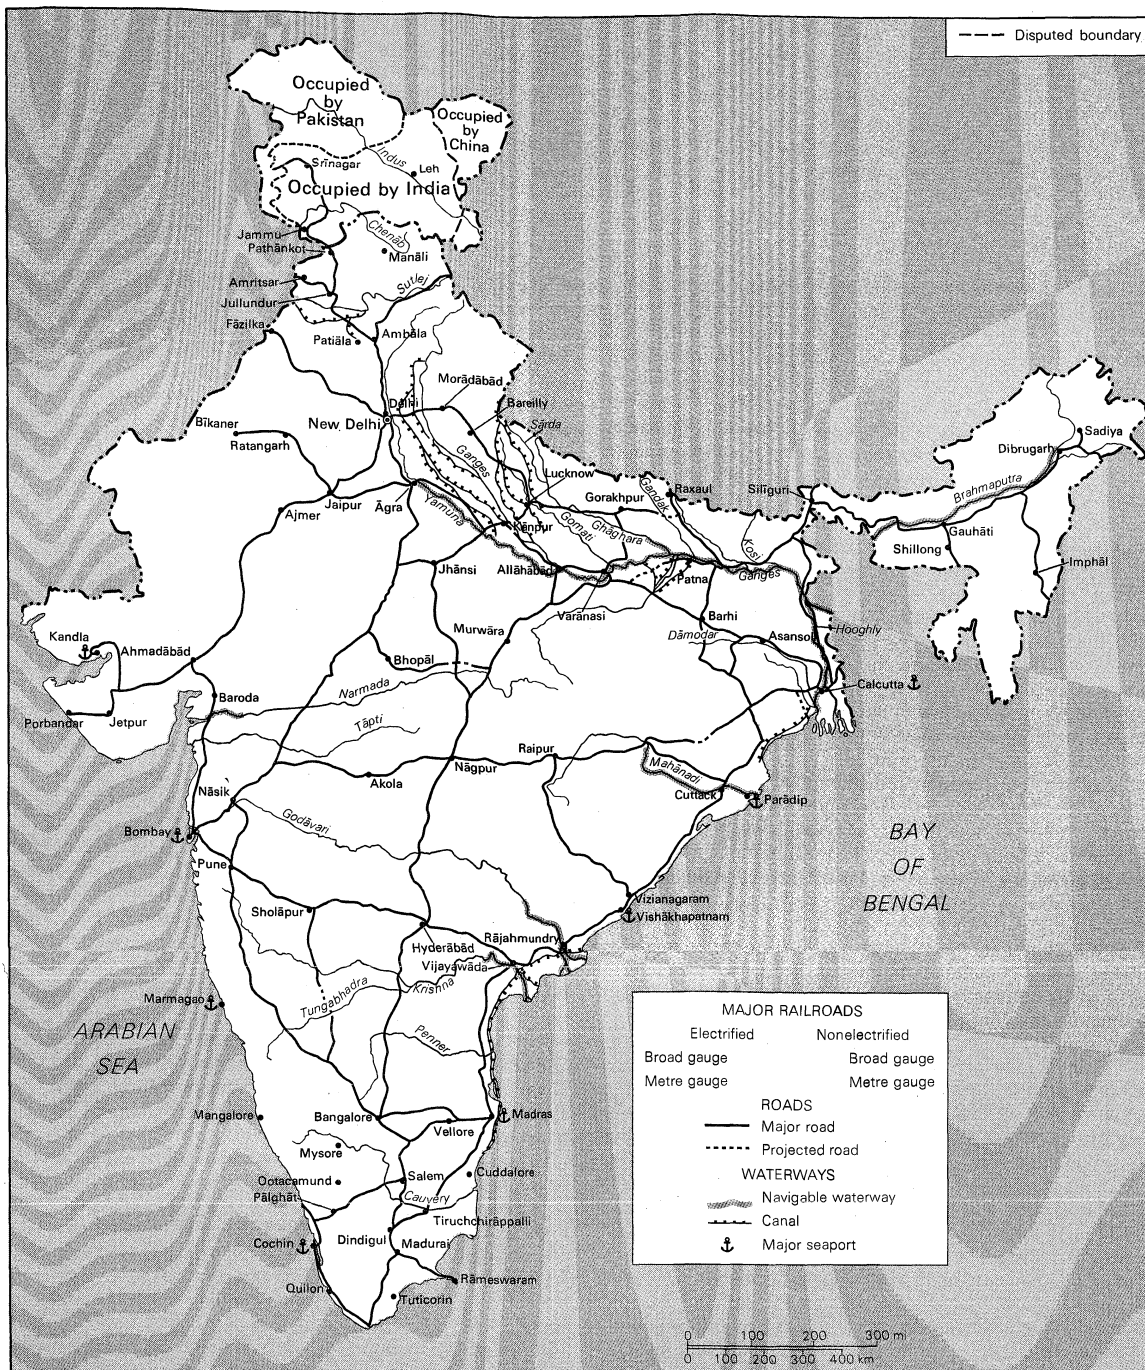 Disputed boundary
Occupied
by
Pakistan
Occupied
by
China
Indus
Srīnagar
Leh
Occupied by India
Jammu
Chenāb
Pathānkot
Manāli
Amritsar
Sutlej
Jullundur
Fāzilka
Patiāla
Ambāla
Morādābād
Delhi
Bareilly
New Delhi
Sārda
Bīkaner
Ratangarh
Ganges
Lucknow
Sadiya
Dibrugarh
Jaipur
Āgra
Yamuna
Gorakhpur
Gandak
Raxaul
Silīguri
Brahmaputra
Ajmer
Kānpur
Gomati
Ghāghara
Kosi
Gauhāti
Shillong
Imphāl
Jhānsi
Allāhābād
Patna
Ganges
Varānasi
Barhi
Murwāra
Dāmodar
Asansol
Hooghly
Kandla
Ahmadābād
Bhopāl
Calcutta
Baroda
Narmada
Porbandar
Jetpur
Tāpti
Raipur
Nāgpur
Mahānadi
Akola
Nāsik
Cuttack
Parādip
Godāvari
Bombay
BAY
OF
BENGAL
Pune
Sholāpur
Vizianagaram
Vishākhapatnam
Rājahmundry
Hyderābād
Vijayawāda
Krishna
Tungabhadra
Marmagao
ARABIAN
SEA
Penner
MAJOR RAILROADS
Electrified Nonelectrified
Broad gauge Broad gauge
Metre gauge Metre gauge
ROADS
Major road
Projected road
WATERWAYS
Navigable waterway
Canal
Major seaport
Mangalore
Bangalore
Madras
Vellore
Mysore
Ootacamund
Salem
Cuddalore
Pālghāt
Cauvery
Tiruchchirāppalli
Cochin
Dindigul
Madurai
Quilon
Rāmeswaram
Tuticorin
0 100 200 300 mi
0 100 200 300 400 km